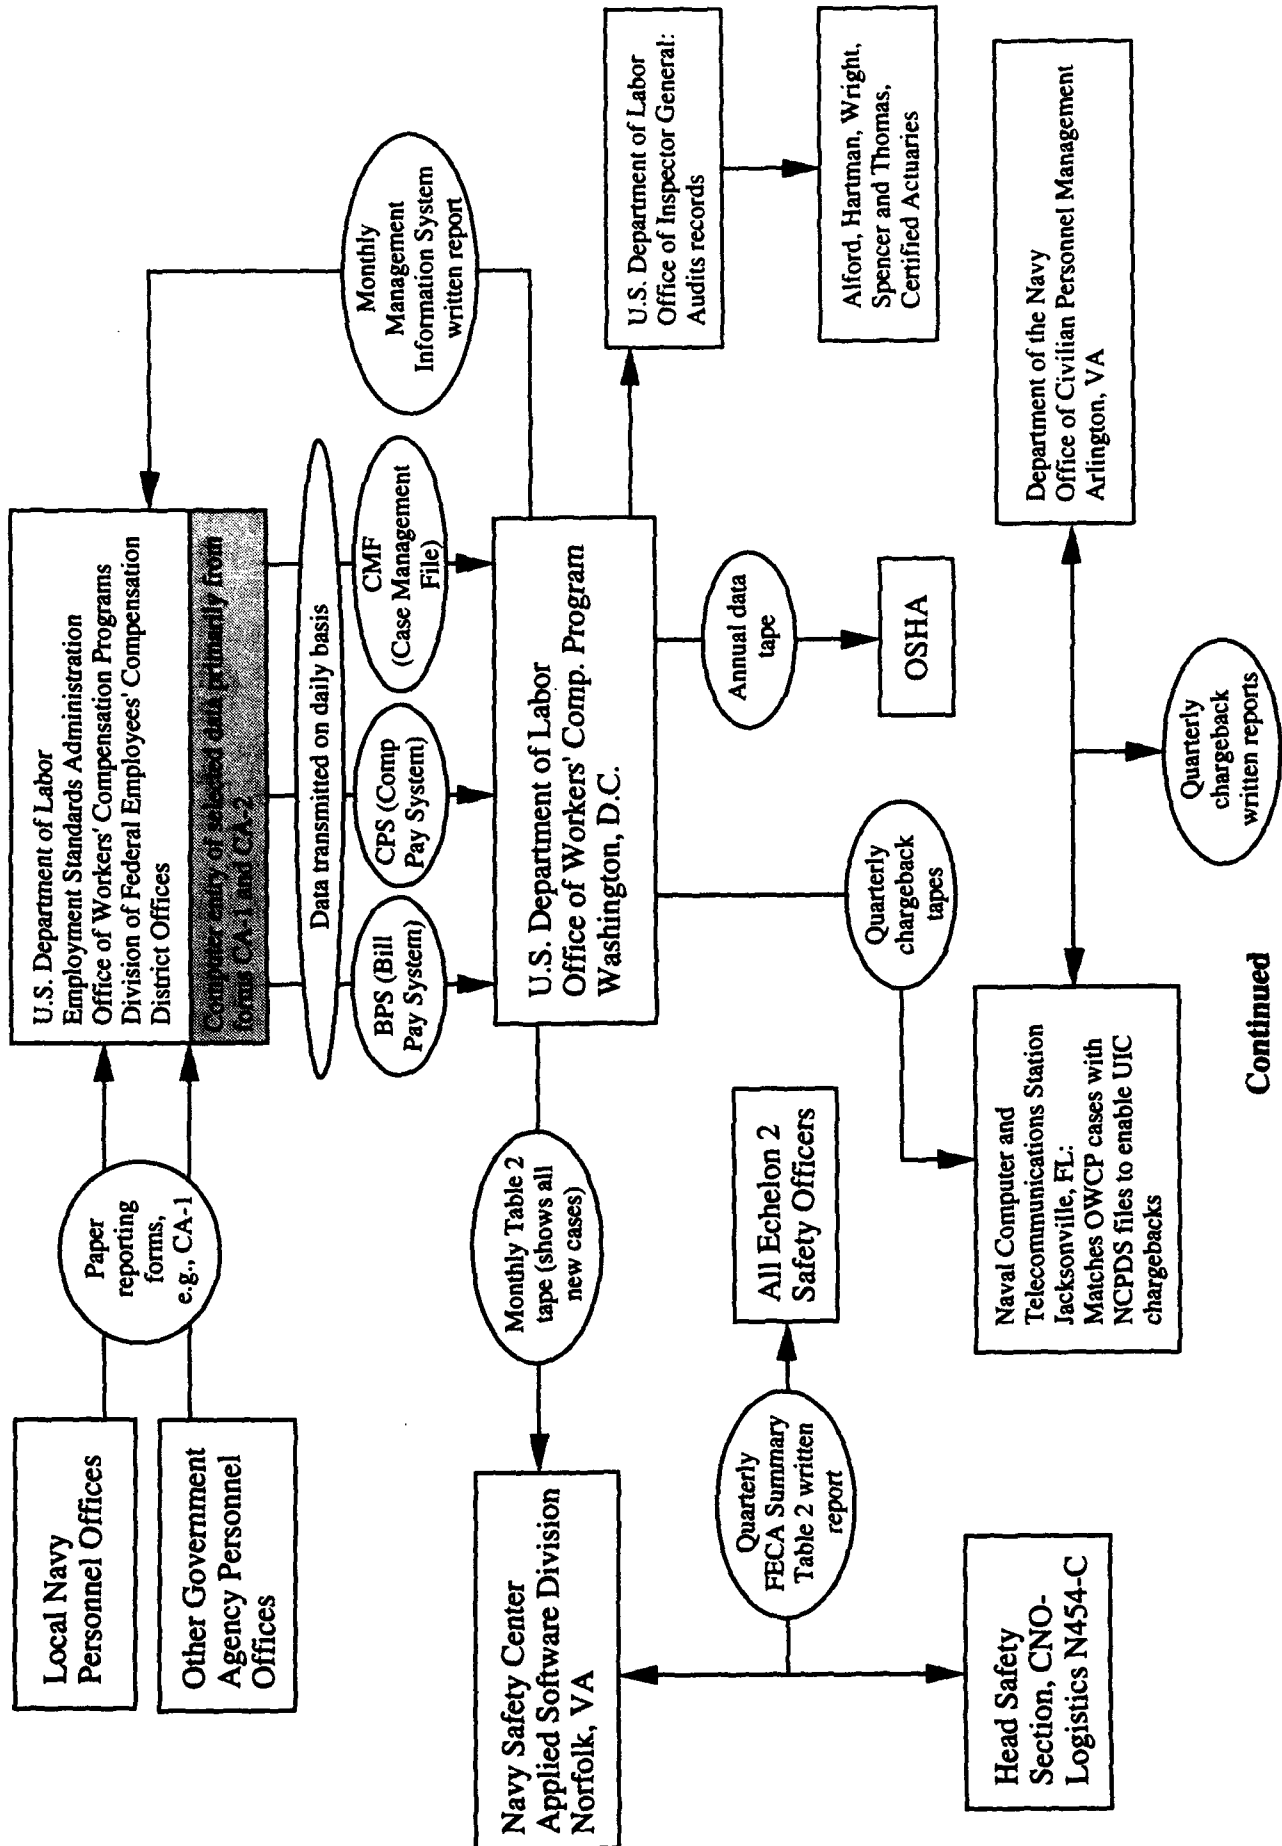 Local Navy
Personnel Offices
Other Government
Agency Personnel
Offices
Paper
reporting
forms,
e.g., CA-1
U.S. Department of Labor
Employment Standards Administration
Office of Workers' Compensation Programs
Division of Federal Employees' Compensation
District Offices
Computer entry of selected data primarily from
forms CA-1 and CA-2
Data transmitted on daily basis
BPS (Bill
Pay System)
CPS (Comp
Pay System)
CMF
(Case Management
File)
Monthly
Management
Information System
written report
Navy Safety Center
Applied Software Division
Norfolk, VA
Monthly Table 2
tape (shows all
new cases)
U.S. Department of Labor
Office of Workers' Comp. Program
Washington, D.C.
U.S. Department of Labor
Office of Inspector General:
Audits records
Alford, Hartman, Wright,
Spencer and Thomas,
Certified Actuaries
Quarterly
FECA Summary
Table 2 written
report
All Echelon 2
Safety Officers
Quarterly
chargeback
tapes
Annual data
tape
OSHA
Head Safety
Section, CNO-
Logistics N454-C
Naval Computer and
Telecommunications Station
Jacksonville, FL:
Matches OWCP cases with
NCPDS files to enable UIC
chargebacks
Department of the Navy
Office of Civilian Personnel Management
Arlington, VA
Quarterly
chargeback
written reports
Continued